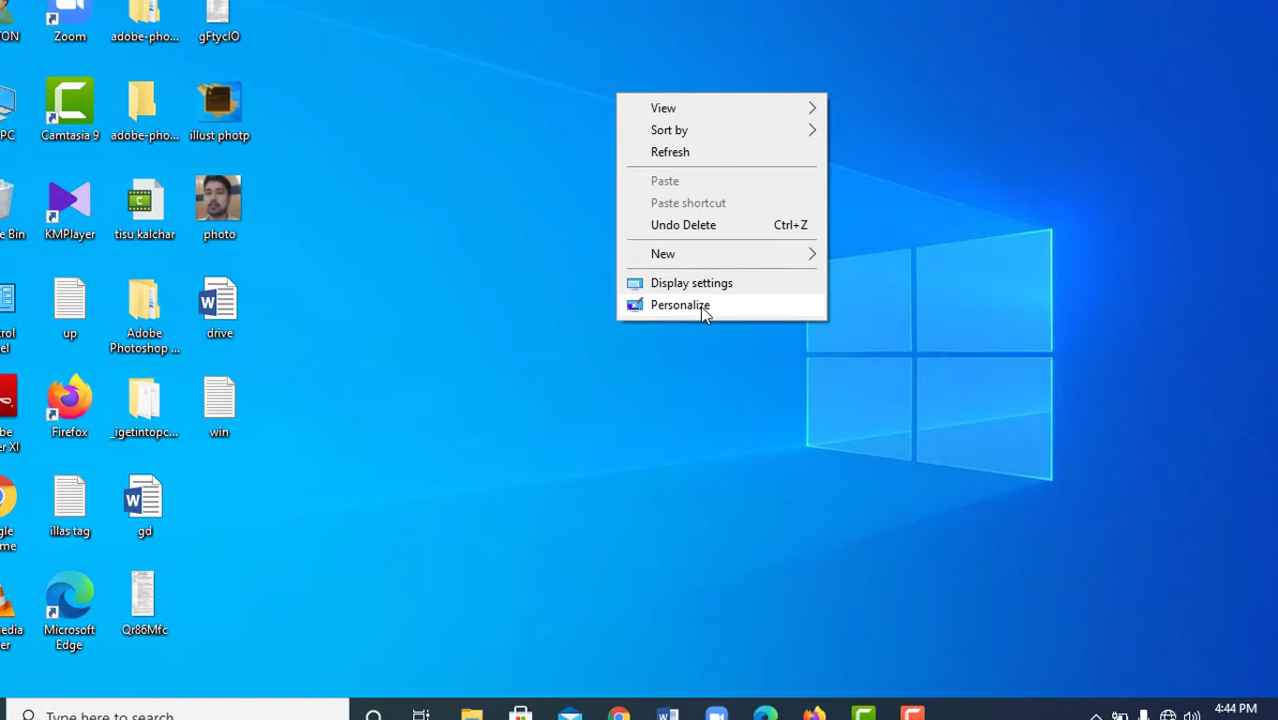 TON
Zoom
adobe-pho...
gFtycIO
PC
Camtasia 9
adobe-pho...
illust photp
Bin
KMPlayer
tisu kalchar
photo
up
Adobe
Photoshop ...
drive
Firefox
_igetintopc...
win
illas tag
gd
Microsoft
Edge
Qr86Mfc
View
Sort by
Refresh
Paste
Paste shortcut
Undo Delete Ctrl+Z
New
Display settings
Personalize
Type here to search
4:44 PM